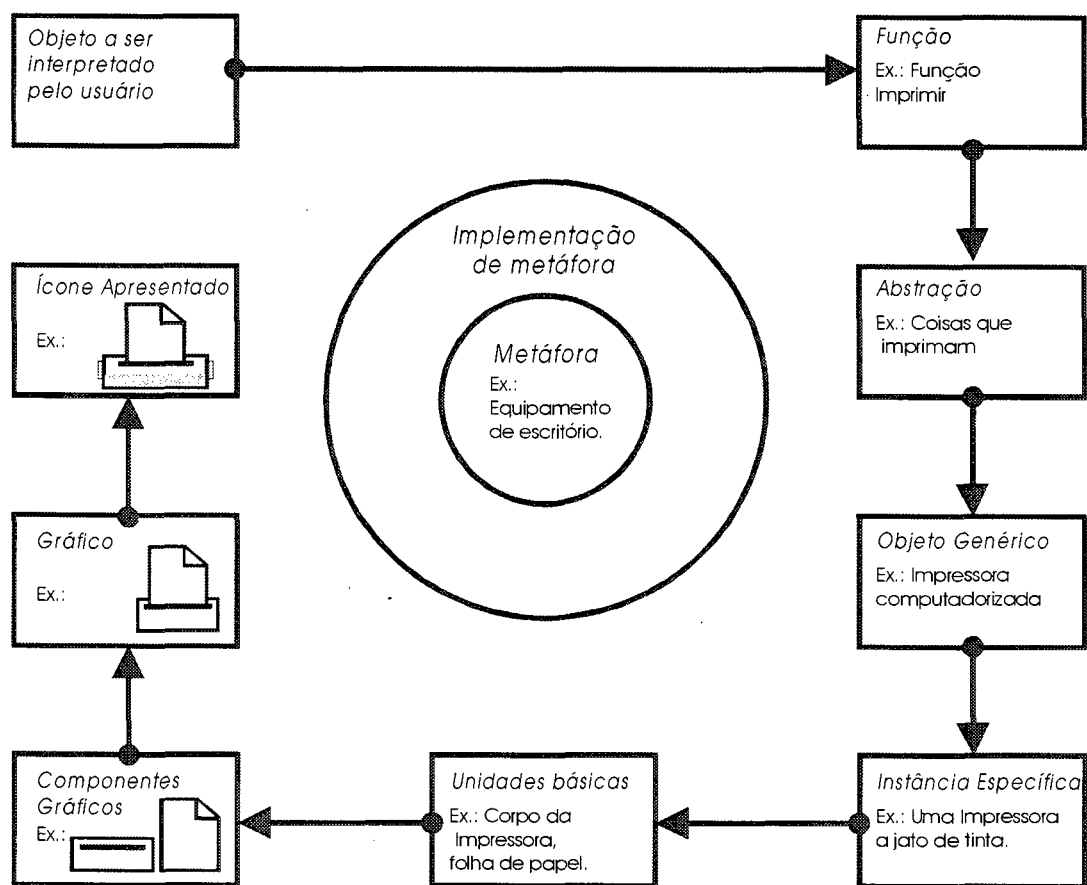 Objeto a ser
interpretado
pelo usuário
Função
Ex.: Função
Imprimir
Abstração
Ex.: Coisas que
imprimam
Objeto Genérico
Ex.: Impressora
computadorizada
Instância Específica
Ex.: Uma Impressora
a jato de tinta.
Unidades básicas
Ex.: Corpo da
Impressora,
folha de papel.
Componentes
Gráficos
Ex.:
Gráfico
Ex.:
Ícone Apresentado
Ex.:
Implementação
de metáfora
Metáfora
Ex.:
Equipamento
de escritório.